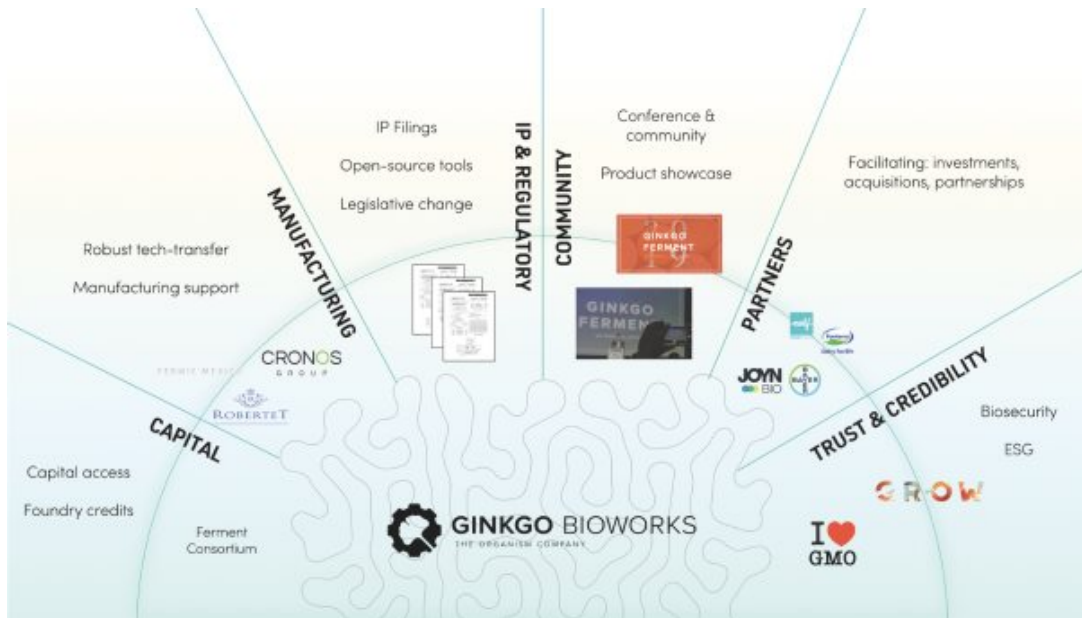 CAPITAL
Capital access
Foundry credits
Ferment
Consortium
MANUFACTURING
Robust tech-transfer
Manufacturing support
CRONOS
GROUP
ROBERTET
IP & REGULATORY
IP Filings
Open-source tools
Legislative change
COMMUNITY
Conference &
community
Product showcase
GINKGO
FERMENT
2019
GINKGO
FERMEN
PARTNERS
Facilitating: investments,
acquisitions, partnerships
JOYN
BIO
BAYER
TRUST & CREDIBILITY
Biosecurity
ESG
GROW
I
GMO
GINKGO BIOWORKS
THE ORGANISM COMPANY